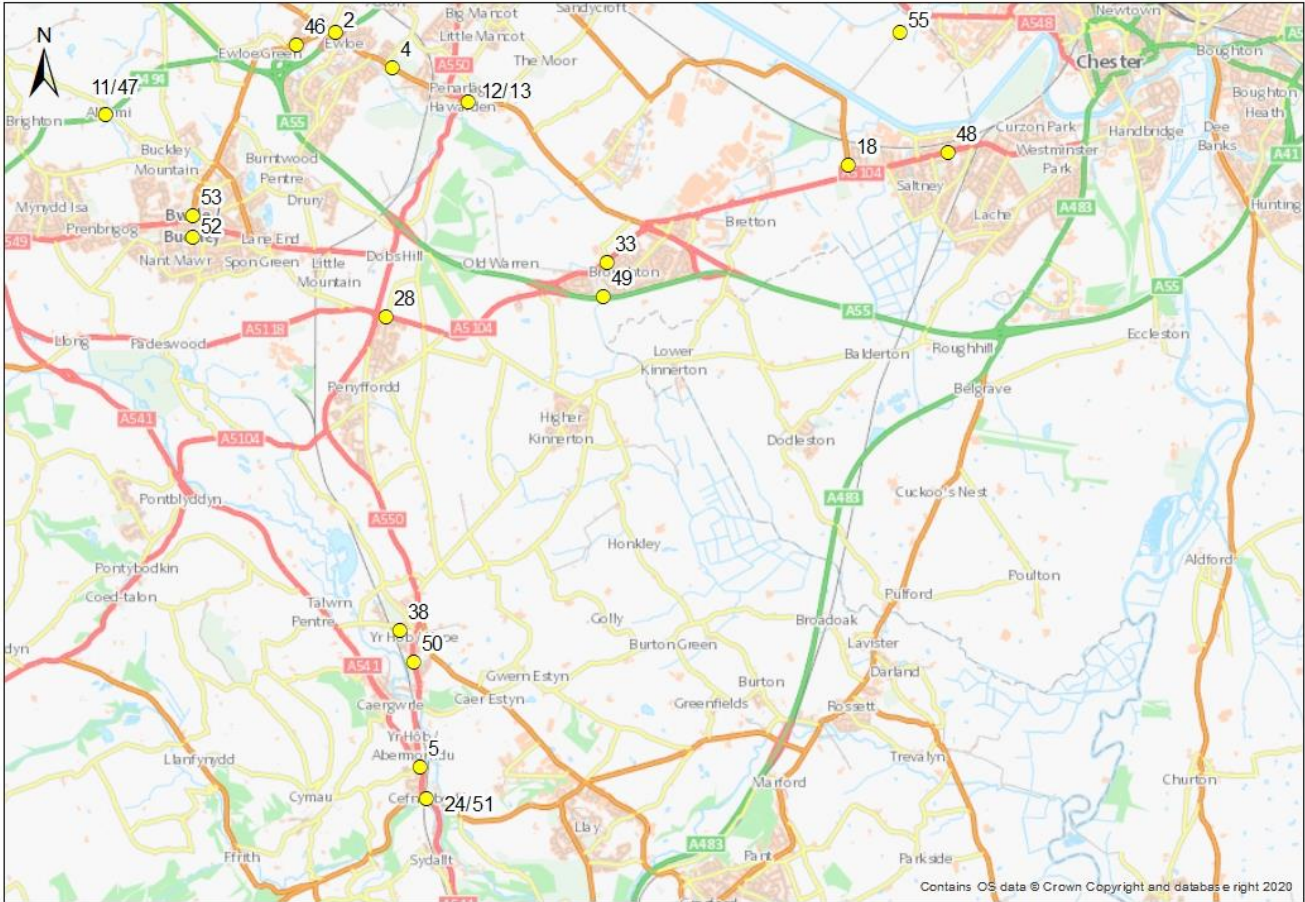 N
46
2
55
4
12/13
11/47
18
48
53
52
33
49
28
38
50
5
24/51
Big Mancot
Little Mancot
Sandycroft
A548
Newtown
Ewloe Green
Ewloe
The Moor
A550
Chester
Boughton
A494
Penarlâg
Hawarden
Boughton
Heath
Brighton
A55
Curzon Park
Handbridge
Dee
Banks
Buckley
Mountain
Burntwood
Pentre
Westminster
Park
A41
Mynydd Isa
Drury
Saltney
Prenbrigog
Bretton
Lache
A483
Lane End
Nant Mawr
Spon Green
Little
Mountain
Dobs Hill
Old Warren
A55
A5118
A5104
A55
Eccleston
Llong
Padeswood
Lower
Kinnerton
Balderton
Roughhill
Penyffordd
Belgrave
A541
A5104
Higher
Kinnerton
Dodleston
Pontblyddyn
A483
Cuckoo's Nest
A550
Honkley
Pontybodkin
Aldford
Coed-talon
Talwrn
Poulton
Pentre
Golly
Pulford
Broadoak
Burton Green
Lavister
A541
Gwern Estyn
Darland
Caergwrle
Caer Estyn
Burton
Greenfields
Rossett
Yr Hôb /
Llanfynydd
Trevalyn
Cymau
Marford
Churton
Llay
A483
Ffrith
Sydallt
Pant
Parkside
Contains OS data © Crown Copyright and database right 2020